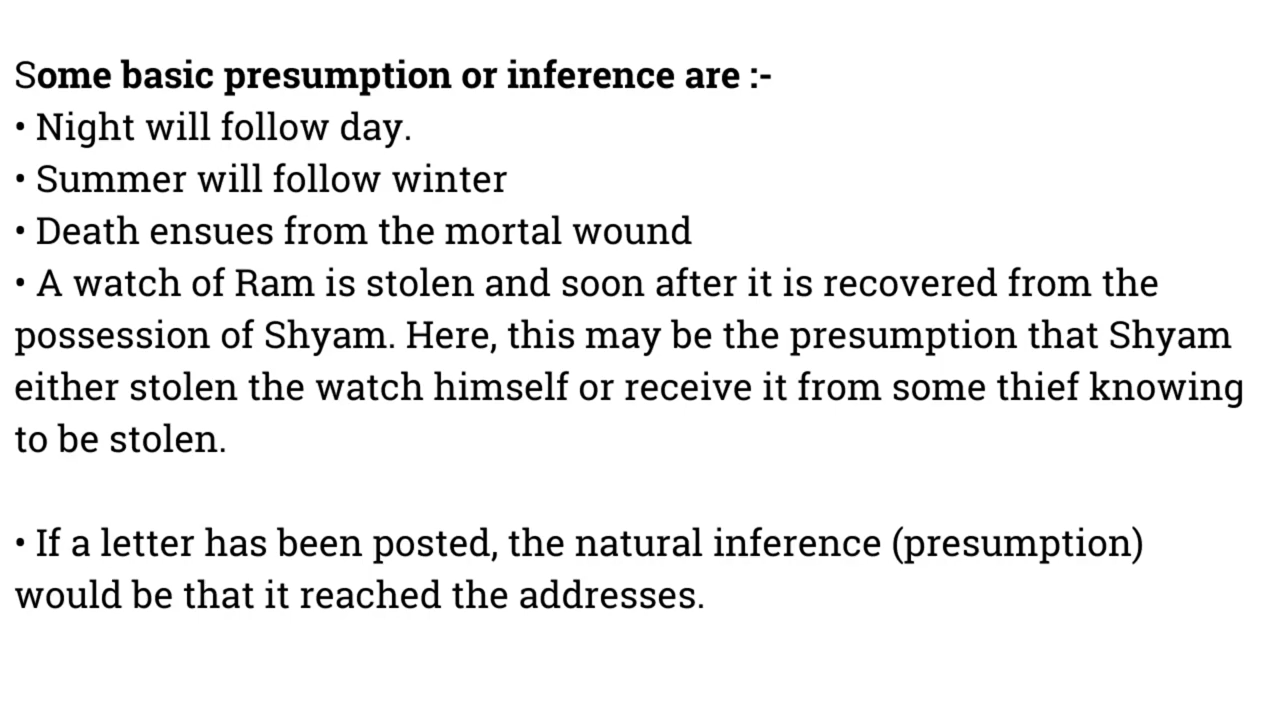 Some basic presumption or inference are :-
• Night will follow day.
• Summer will follow winter
• Death ensues from the mortal wound
• A watch of Ram is stolen and soon after it is recovered from the
possession of Shyam. Here, this may be the presumption that Shyam
either stolen the watch himself or receive it from some thief knowing
to be stolen.
• If a letter has been posted, the natural inference (presumption)
would be that it reached the addresses.